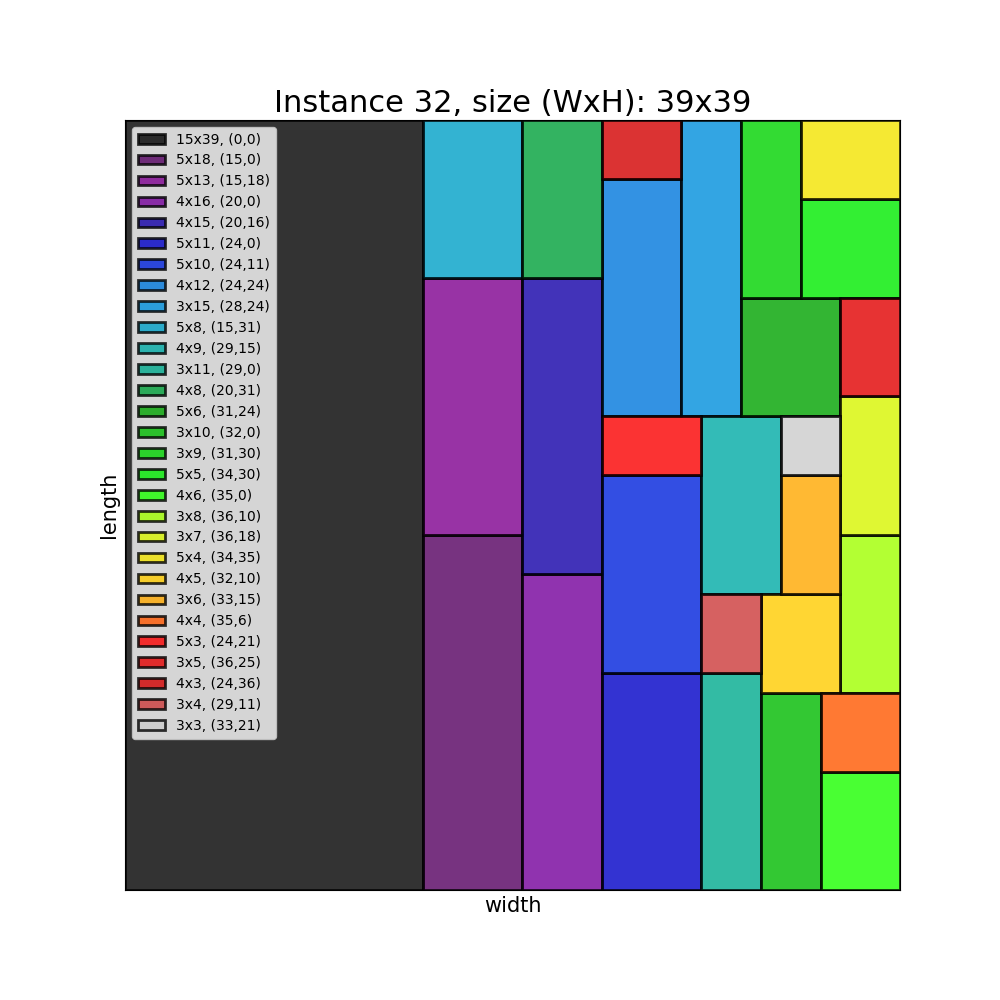 Instance 32, size (WxH): 39x39
15x39, (0,0)
5x18, (15,0)
5x13, (15,18)
4x16, (20,0)
4x15, (20,16)
5x11, (24,0)
5x10, (24,11)
4x12, (24,24)
3x15, (28,24)
5x8, (15,31)
4x9, (29,15)
3x11, (29,0)
4x8, (20,31)
5x6, (31,24)
3x10, (32,0)
3x9, (31,30)
5x5, (34,30)
4x6, (35,0)
3x8, (36,10)
3x7, (36,18)
5x4, (34,35)
4x5, (32,10)
3x6, (33,15)
4x4, (35,6)
5x3, (24,21)
3x5, (36,25)
4x3, (24,36)
3x4, (29,11)
3x3, (33,21)
length
width